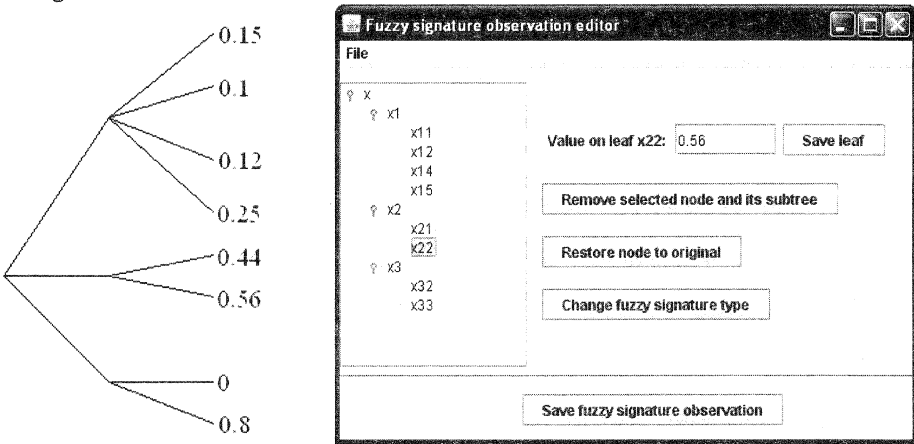 0.15
0.1
0.12
0.25
0.44
0.56
0
0.8
Fuzzy signature observation editor
File
x
x1
x11
x12
x14
x15
x2
x21
x22
x3
x32
x33
Value on leaf x22: 0.56 Save leaf
Remove selected node and its subtree
Restore node to original
Change fuzzy signature type
Save fuzzy signature observation